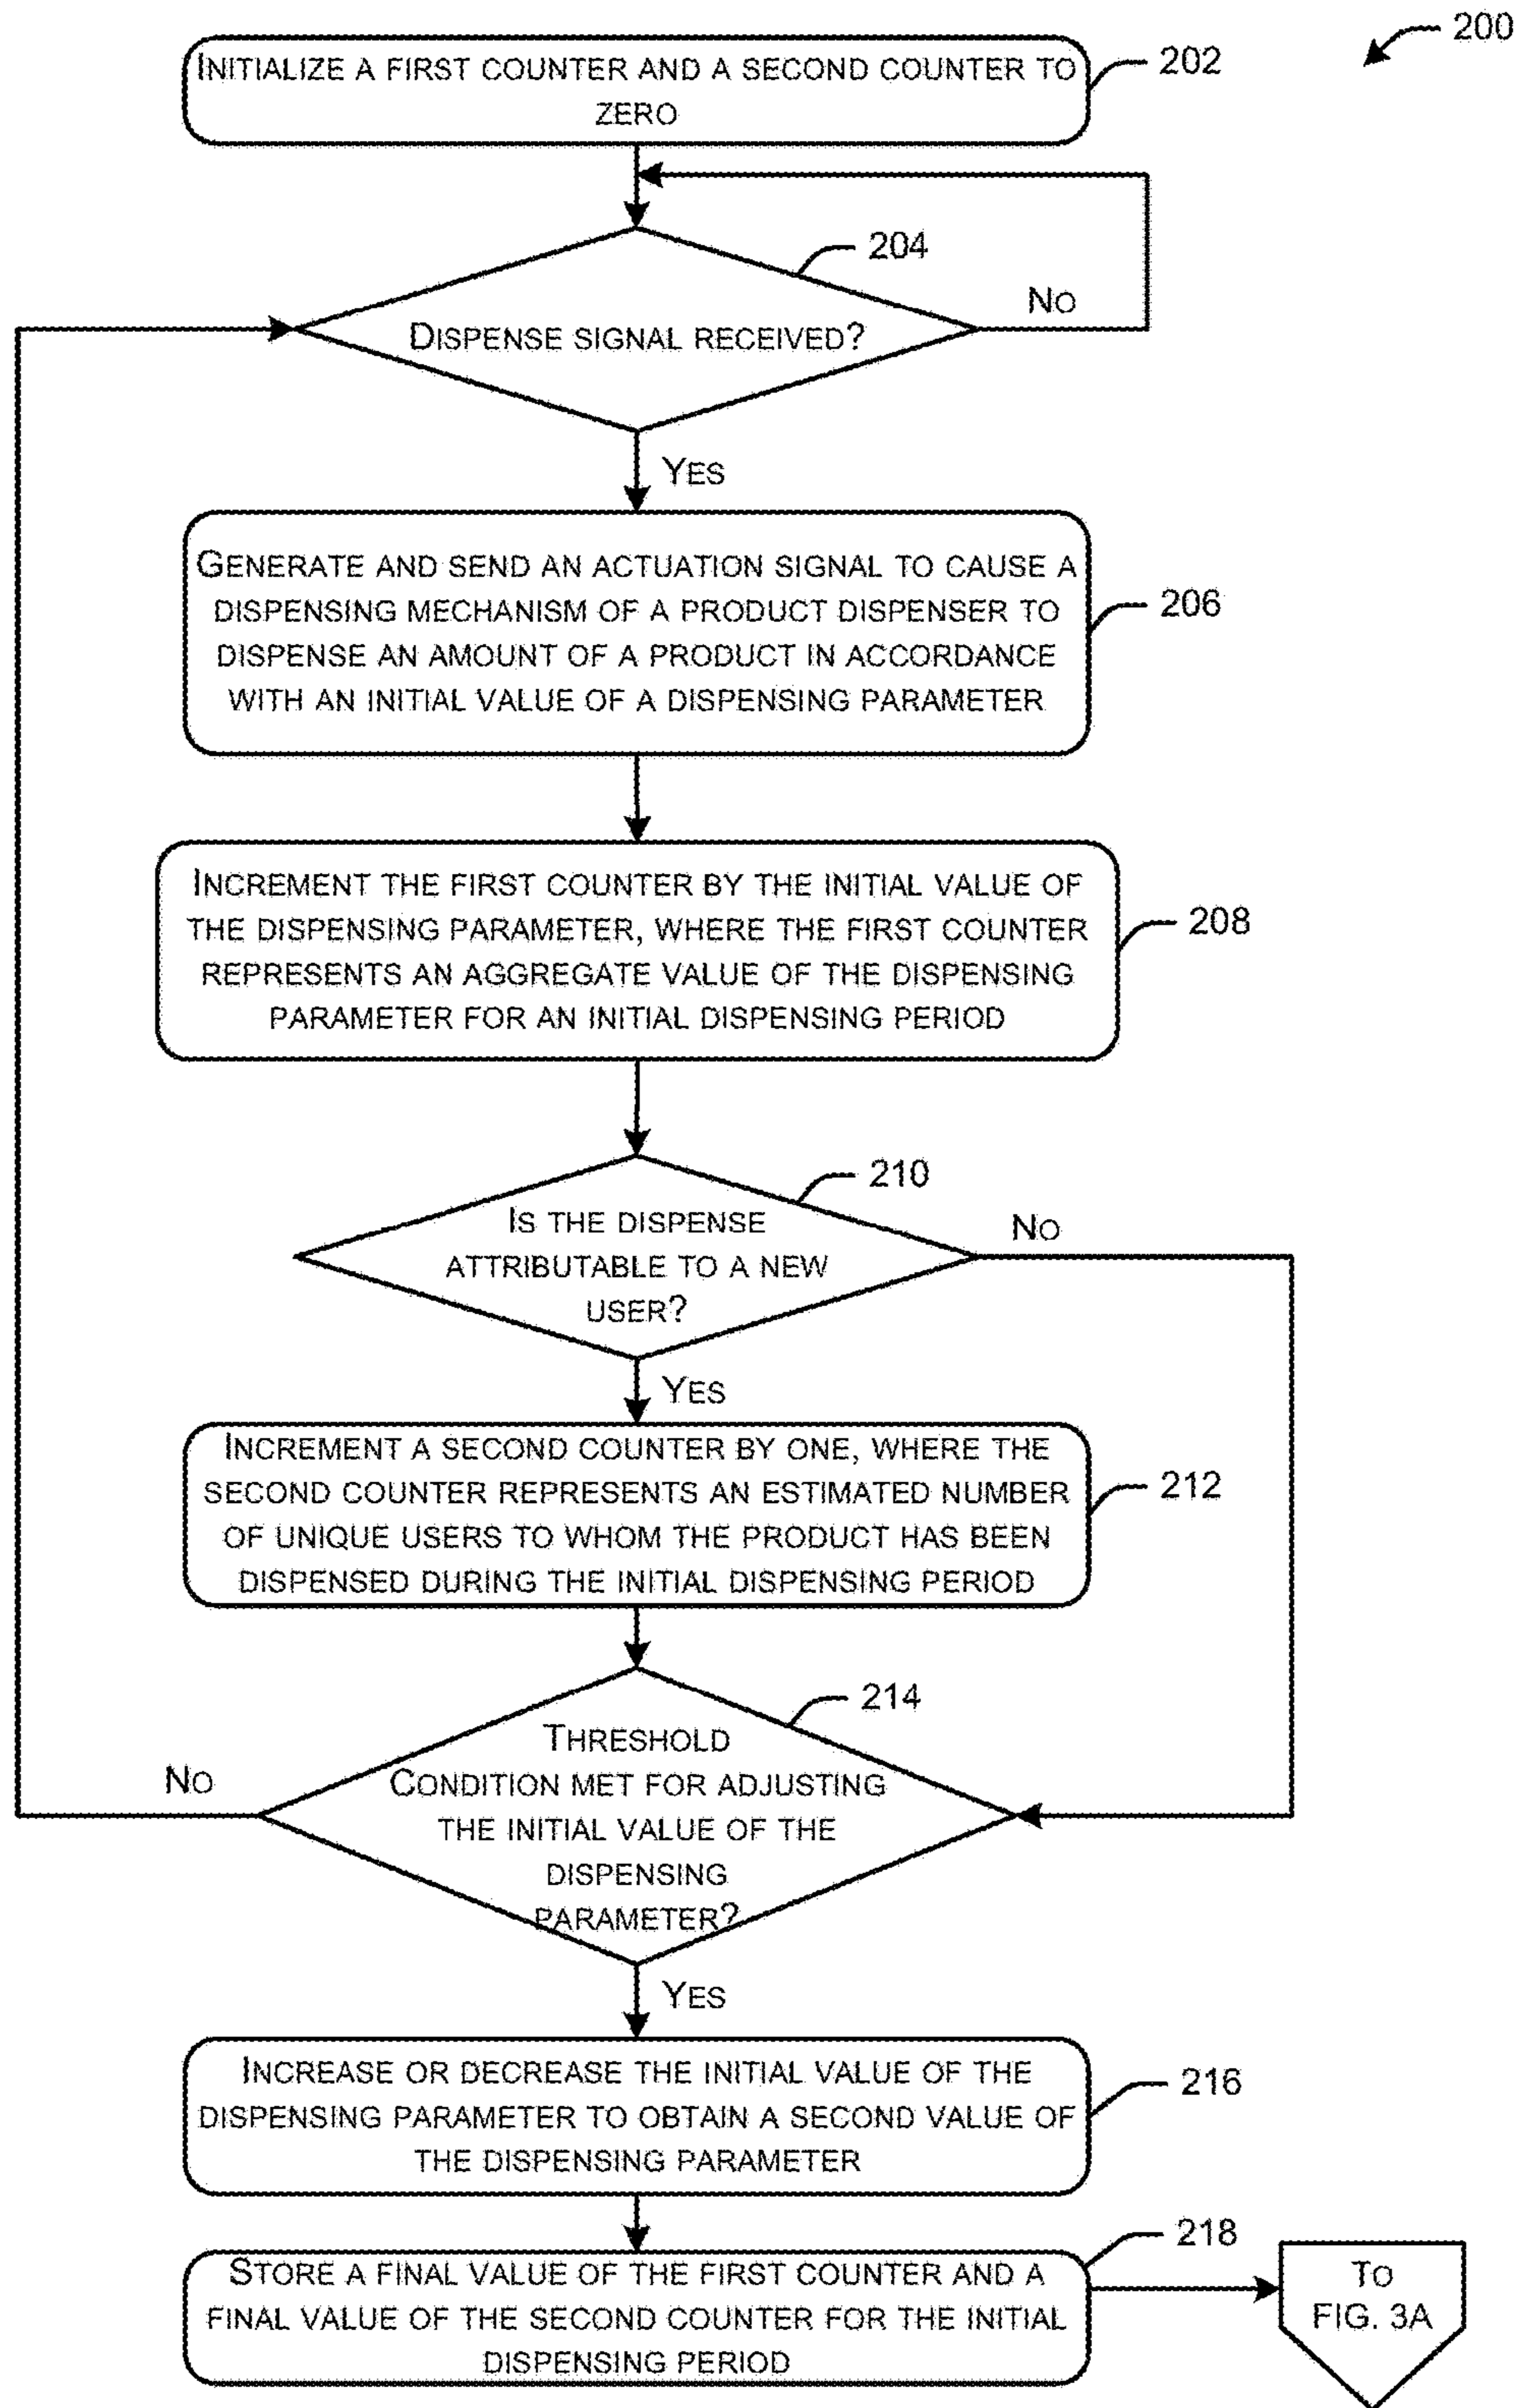 200
INITIALIZE A FIRST COUNTER AND A SECOND COUNTER TO
ZERO
202
204
DISPENSE SIGNAL RECEIVED?
NO
YES
GENERATE AND SEND AN ACTUATION SIGNAL TO CAUSE A
DISPENSING MECHANISM OF A PRODUCT DISPENSER TO
DISPENSE AN AMOUNT OF A PRODUCT IN ACCORDANCE
WITH AN INITIAL VALUE OF A DISPENSING PARAMETER
206
INCREMENT THE FIRST COUNTER BY THE INITIAL VALUE OF
THE DISPENSING PARAMETER, WHERE THE FIRST COUNTER
REPRESENTS AN AGGREGATE VALUE OF THE DISPENSING
PARAMETER FOR AN INITIAL DISPENSING PERIOD
208
210
IS THE DISPENSE
ATTRIBUTABLE TO A NEW
USER?
NO
YES
INCREMENT A SECOND COUNTER BY ONE, WHERE THE
SECOND COUNTER REPRESENTS AN ESTIMATED NUMBER
OF UNIQUE USERS TO WHOM THE PRODUCT HAS BEEN
DISPENSED DURING THE INITIAL DISPENSING PERIOD
212
214
THRESHOLD
CONDITION MET FOR ADJUSTING
THE INITIAL VALUE OF THE
DISPENSING
PARAMETER?
NO
YES
INCREASE OR DECREASE THE INITIAL VALUE OF THE
DISPENSING PARAMETER TO OBTAIN A SECOND VALUE OF
THE DISPENSING PARAMETER
216
STORE A FINAL VALUE OF THE FIRST COUNTER AND A
FINAL VALUE OF THE SECOND COUNTER FOR THE INITIAL
DISPENSING PERIOD
218
TO
FIG. 3A